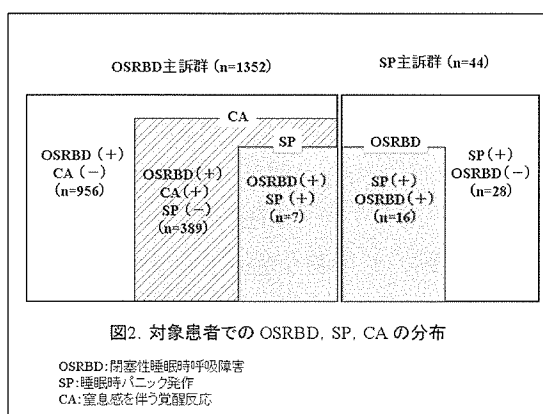 OSRBD主訴群 (n=1352)
SP主訴群 (n=44)
CA
SP
OSRBD
OSRBD (+)
CA (−)
(n=956)
OSRBD(+)
CA(+)
SP(−)
(n=389)
OSRBD(+)
SP(+)
(n=7)
SP(+)
OSRBD(+)
(n=16)
SP(+)
OSRBD(−)
(n=28)
図2. 対象患者での OSRBD, SP, CA の分布
OSRBD:閉塞性睡眠時呼吸障害
SP:睡眠時パニック発作
CA:窒息感を伴う覚醒反応